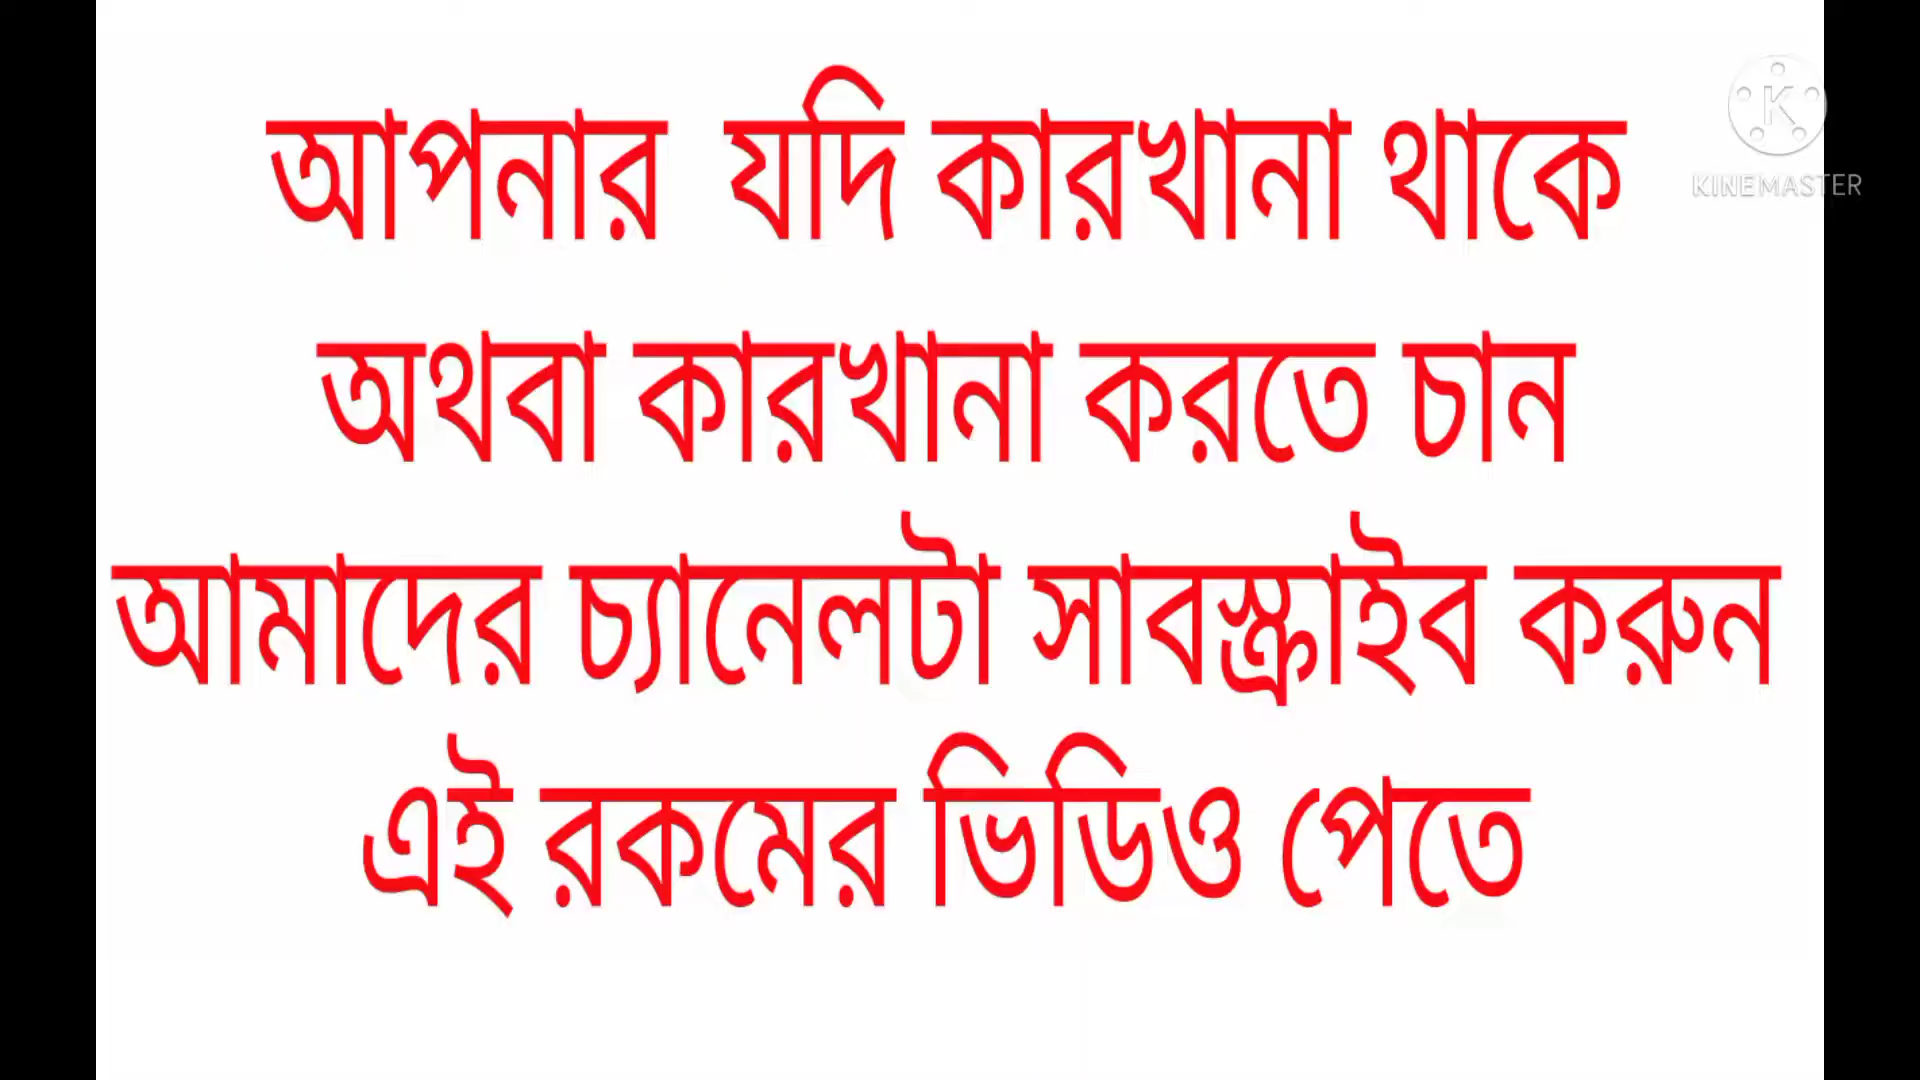 আপনার যদি কারখানা থাকে
অথবা কারখানা করতে চান
আমাদের চ্যানেলটা সাবস্ক্রাইব করুন
এই রকমের ভিডিও পেতে
K
KINEMASTER